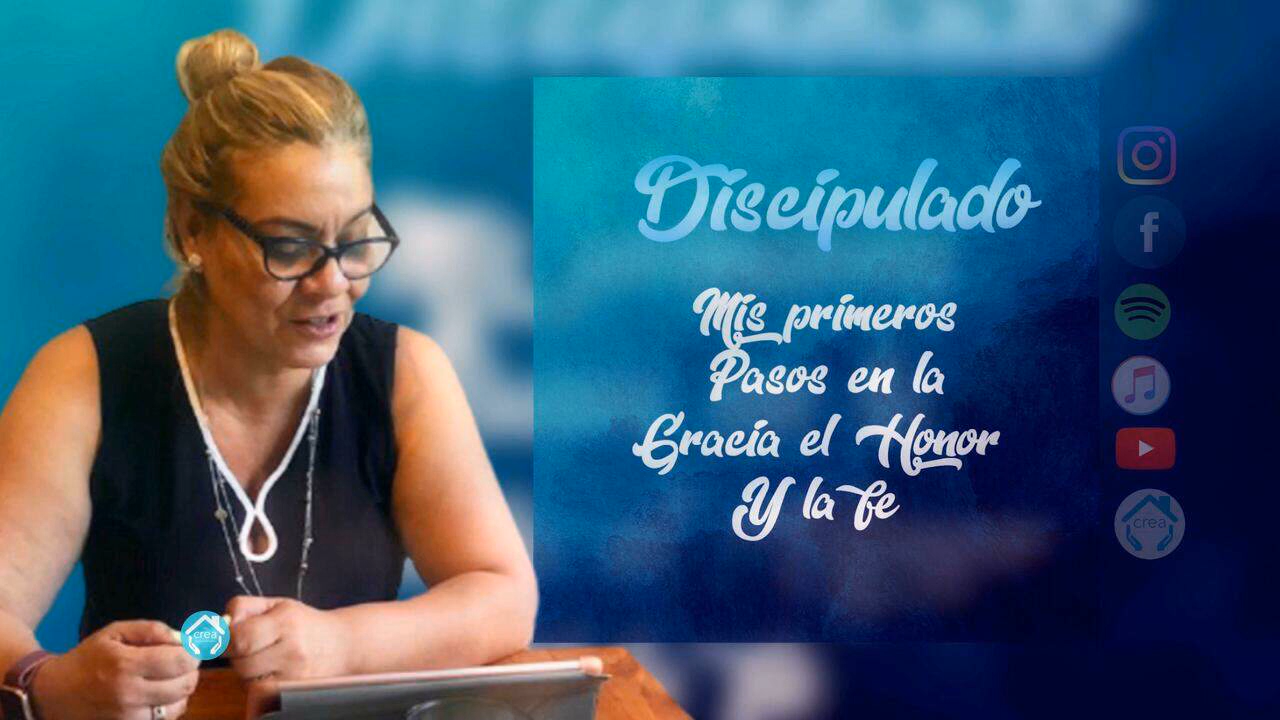 Discipulado
Mis primeros
Pasos en la
Gracia el Honor
Y la fe
crea
crea